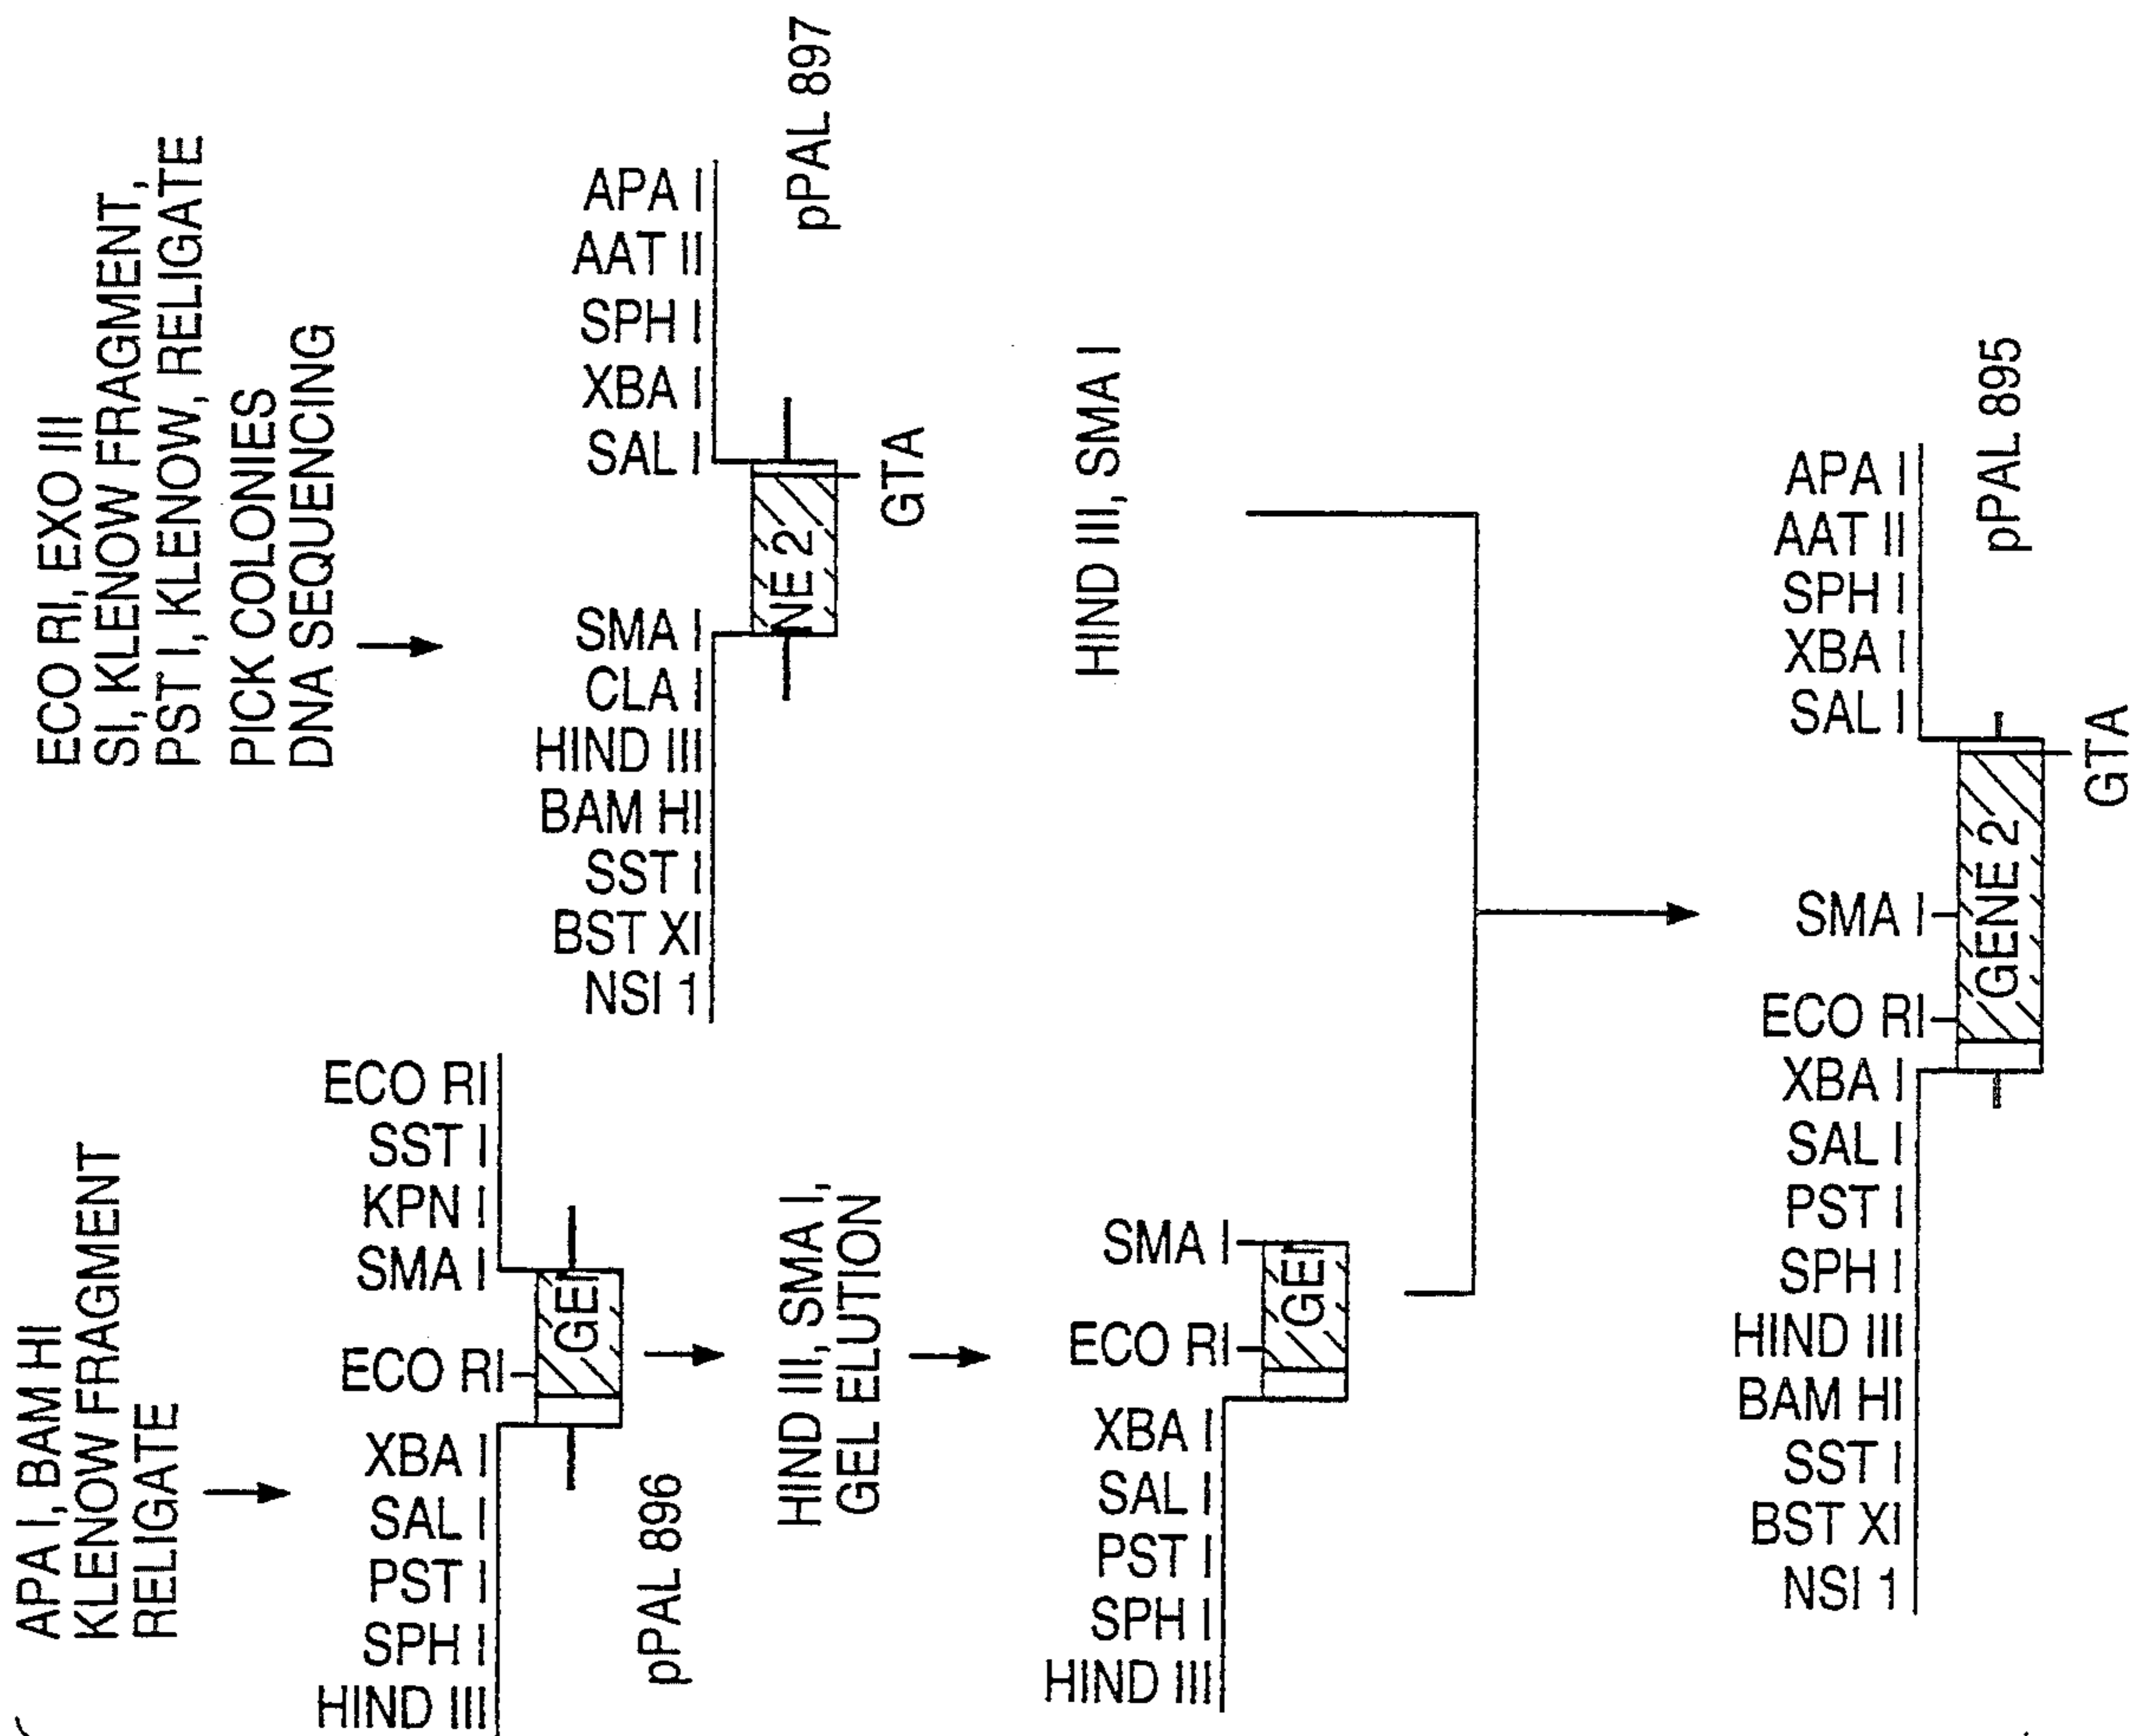 APA I, BAM HI
KLENOW FRAGMENT
RELIGATE
HIND III
SPH I
PST I
SAL I
XBA I
ECO RI
SMA I
KPN I
SST I
ECO RI
GEI
pPAL 896
HIND III, SMA I,
GEL ELUTION
HIND III
SPH I
PST I
SAL I
XBA I
ECO RI
SMA I
GEI
ECO RI, EXO III
SI, KLENOW FRAGMENT,
PST I, KLENOW, RELIGATE
PICK COLONIES
DNA SEQUENCING
NSI 1
BST XI
SST I
BAM HI
HIND III
CLA I
SMA I
SAL I
XBA I
SPH I
AAT II
APA I
NE 2
GTA
pPAL 897
HIND III, SMA I
NSI 1
BST XI
SST I
BAM HI
HIND III
SPH I
PST I
SAL I
XBA I
ECO RI
SMA I
SAL I
XBA I
SPH I
AAT II
APA I
GENE 2
GTA
pPAL 895